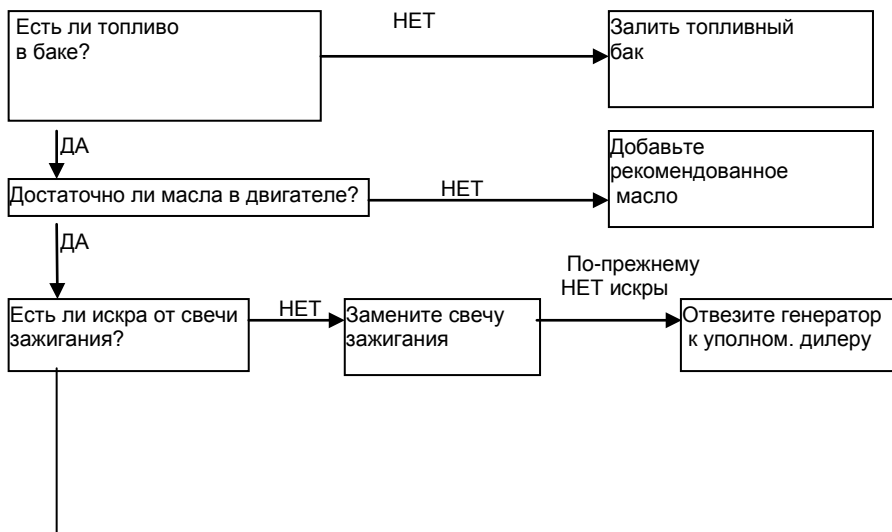 Есть ли топливо
в баке?
НЕТ
Залить топливный
бак
ДА
Достаточно ли масла в двигателе?
НЕТ
Добавьте
рекомендованное
масло
ДА
Есть ли искра от свечи
зажигания?
НЕТ
Замените свечу
зажигания
По-прежнему
НЕТ искры
Отвезите генератор
к уполном. дилеру